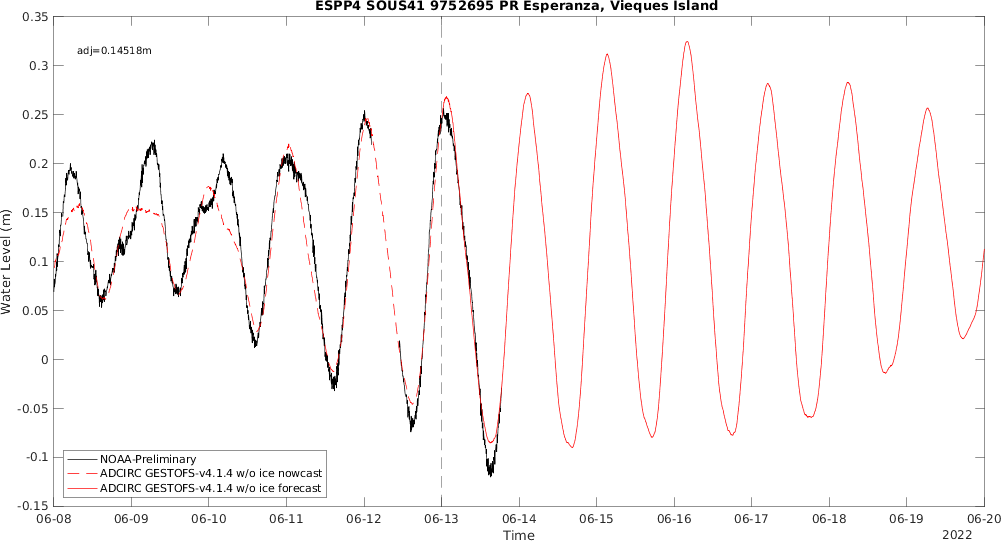 ESPP4 SOUS41 9752695 PR Esperanza, Vieques Island
adj=0.14518m
0.35
0.3
0.25
0.2
0.15
0.1
0.05
0
-0.05
-0.1
-0.15
Water Level (m)
NOAA-Preliminary
ADCIRC GESTOFS-v4.1.4 w/o ice nowcast
ADCIRC GESTOFS-v4.1.4 w/o ice forecast
06-08 06-09 06-10 06-11 06-12 06-13 06-14 06-15 06-16 06-17 06-18 06-19 06-20
Time
2022